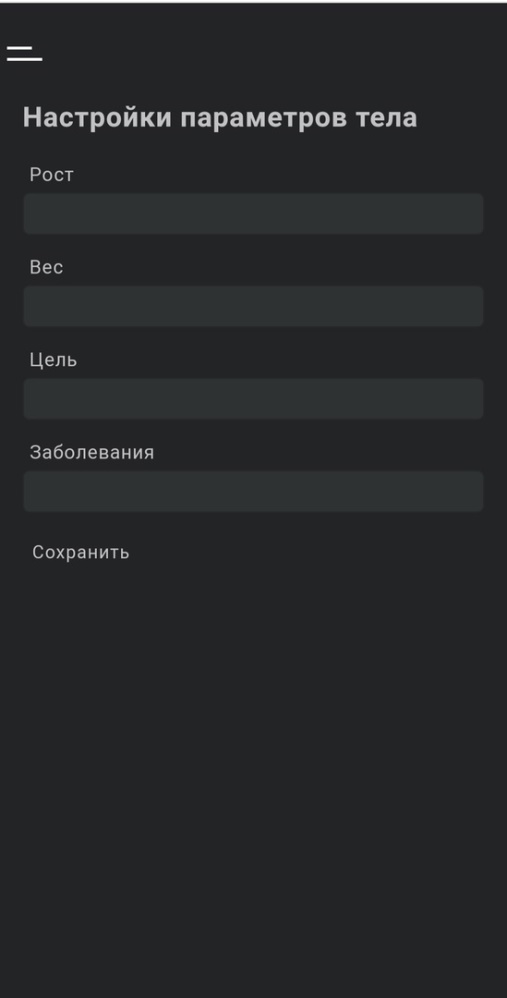 Настройки параметров тела
Рост
Вес
Цель
Заболевания
Сохранить